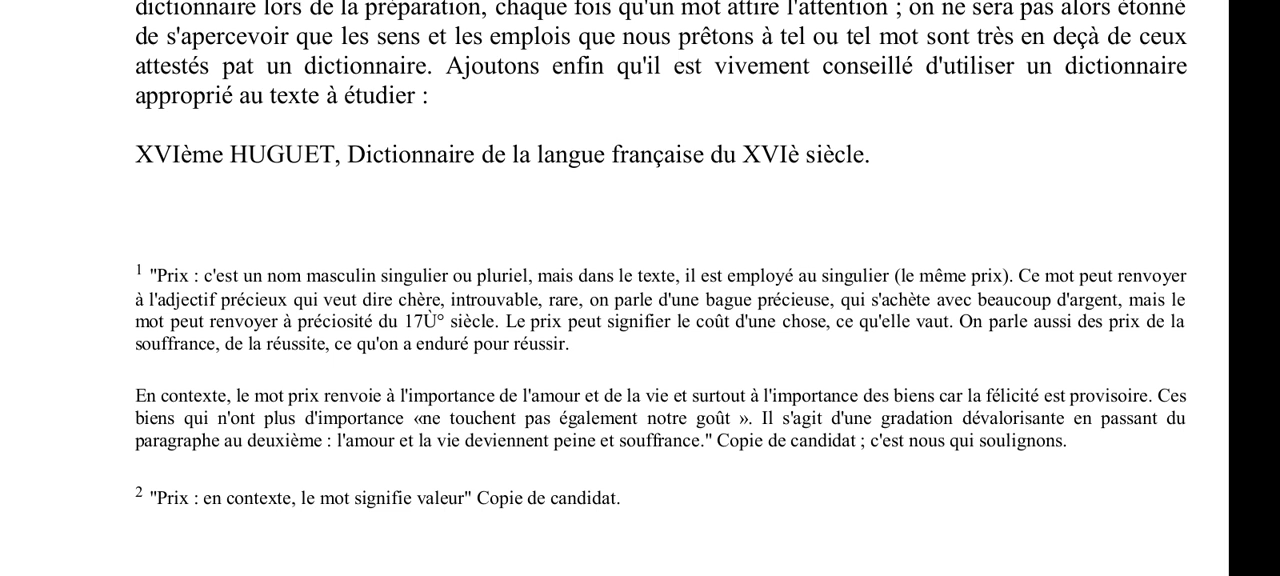 dictionnaire lors de la préparation, chaque fois qu'un mot attire l'attention ; on ne sera pas alors étonné
de s'apercevoir que les sens et les emplois que nous prêtons à tel ou tel mot sont très en deçà de ceux
attestés pat un dictionnaire. Ajoutons enfin qu'il est vivement conseillé d'utiliser un dictionnaire
approprié au texte à étudier :
XVIème HUGUET, Dictionnaire de la langue française du XVIè siècle.
1 "Prix : c'est un nom masculin singulier ou pluriel, mais dans le texte, il est employé au singulier (le même prix). Ce mot peut renvoyer
à l'adjectif précieux qui veut dire chère, introuvable, rare, on parle d'une bague précieuse, qui s'achète avec beaucoup d'argent, mais le
mot peut renvoyer à préciosité du 17Ù° siècle. Le prix peut signifier le coût d'une chose, ce qu'elle vaut. On parle aussi des prix de la
souffrance, de la réussite, ce qu'on a enduré pour réussir.
En contexte, le mot prix renvoie à l'importance de l'amour et de la vie et surtout à l'importance des biens car la félicité est provisoire. Ces
biens qui n'ont plus d'importance «ne touchent pas également notre goût ». Il s'agit d'une gradation dévalorisante en passant du
paragraphe au deuxième : l'amour et la vie deviennent peine et souffrance." Copie de candidat ; c'est nous qui soulignons.
2 "Prix : en contexte, le mot signifie valeur" Copie de candidat.